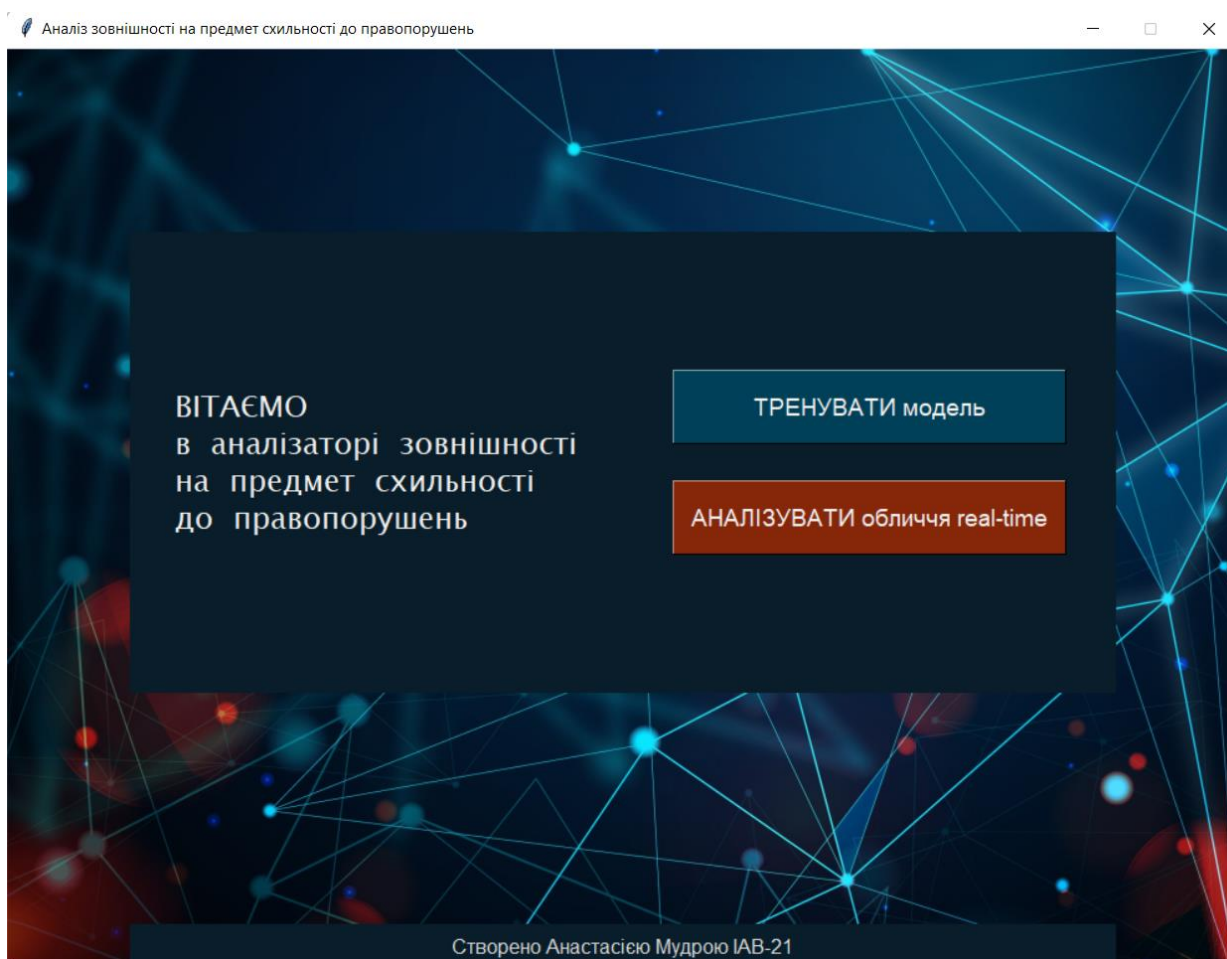 Аналіз зовнішності на предмет схильності до правопорушень
ВІТАЄМО
в аналізаторі зовнішності
на предмет схильності
до правопорушень
ТРЕНУВАТИ модель
АНАЛІЗУВАТИ обличчя real-time
Створено Анастасією Мудрою ІАВ-21